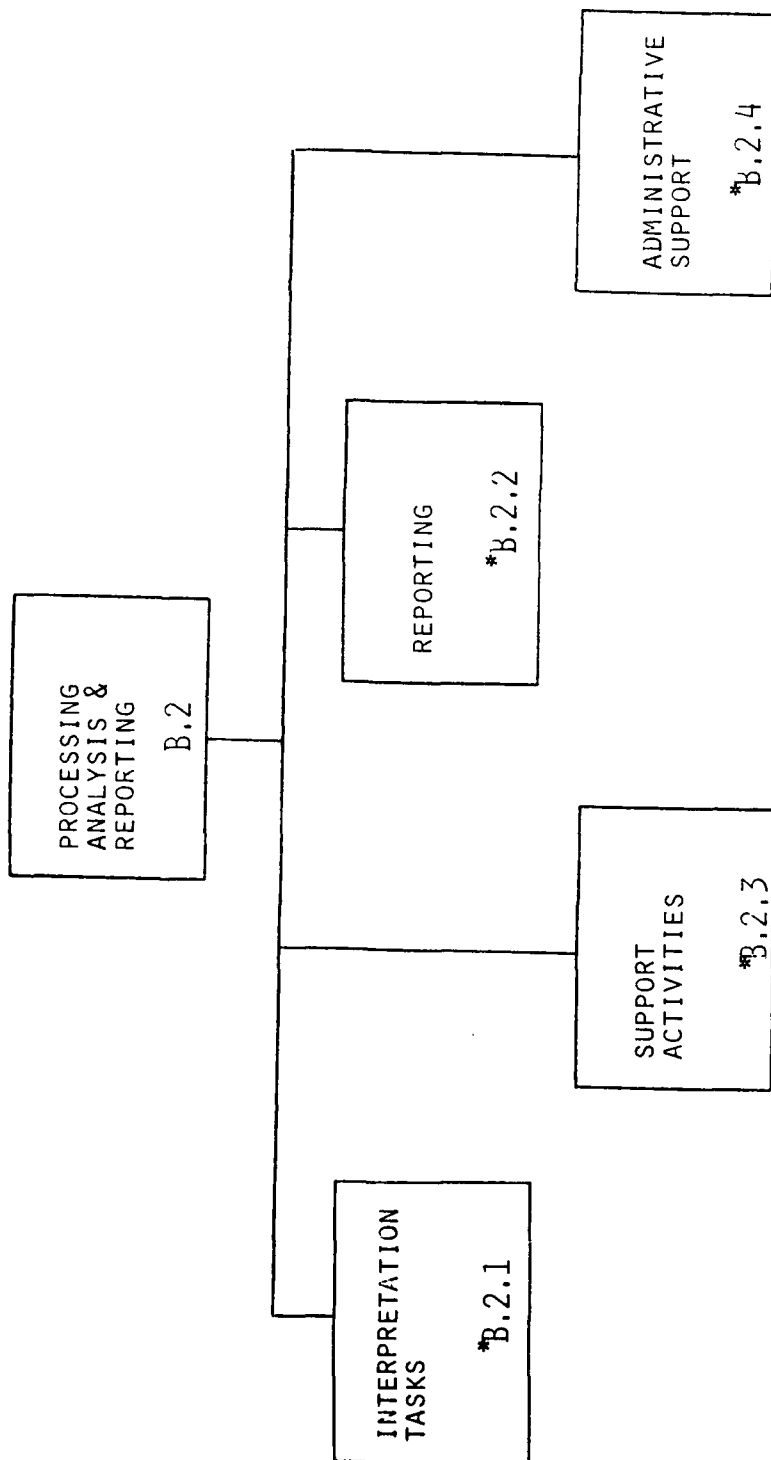 PROCESSING
ANALYSIS &
REPORTING
B.2
INTERPRETATION
TASKS
*B.2.1
REPORTING
*B.2.2
SUPPORT
ACTIVITIES
*B.2.3
ADMINISTRATIVE
SUPPORT
*B.2.4